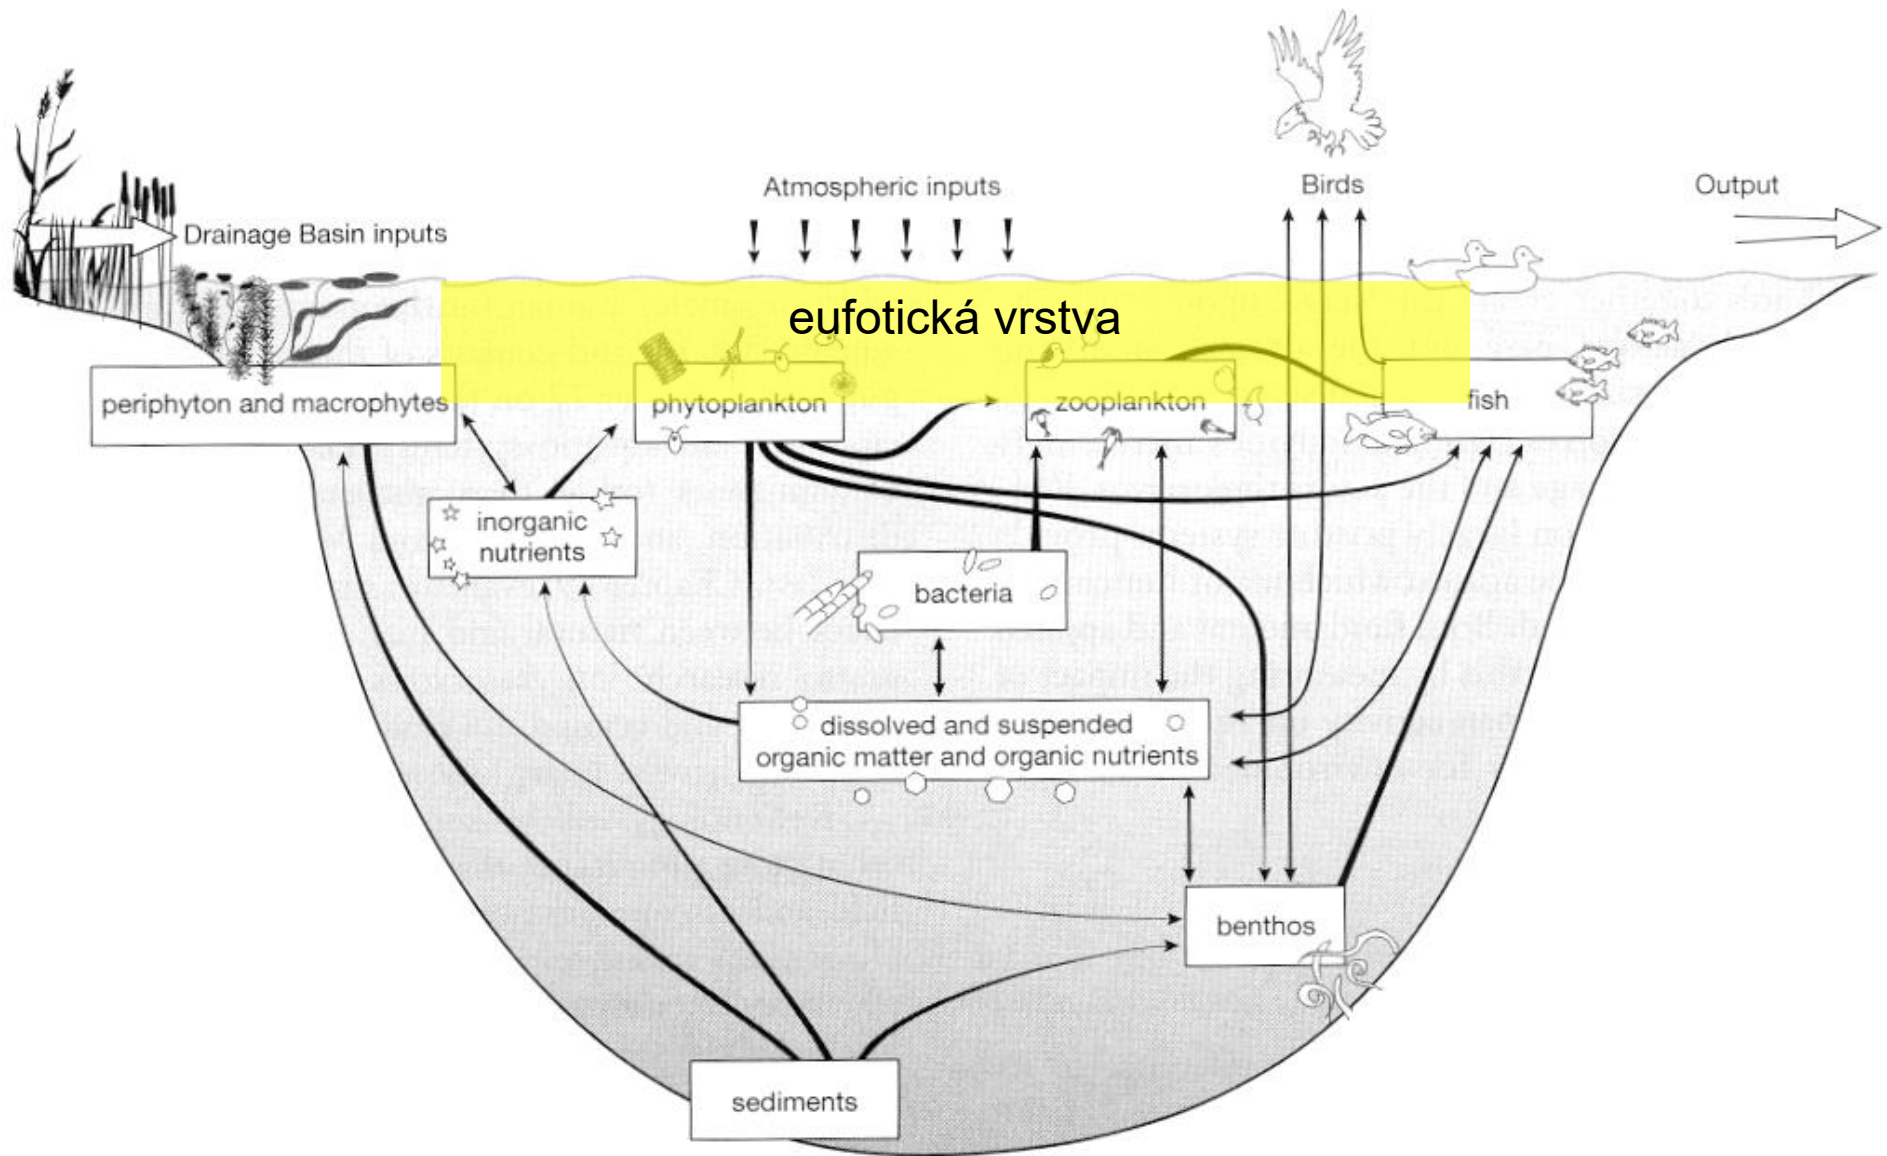 Atmospheric inputs
Birds
Output
Drainage Basin inputs
eufotická vrstva
periphyton and macrophytes
phytoplankton
zooplankton
fish
inorganic
nutrients
bacteria
dissolved and suspended
organic matter and organic nutrients
benthos
sediments